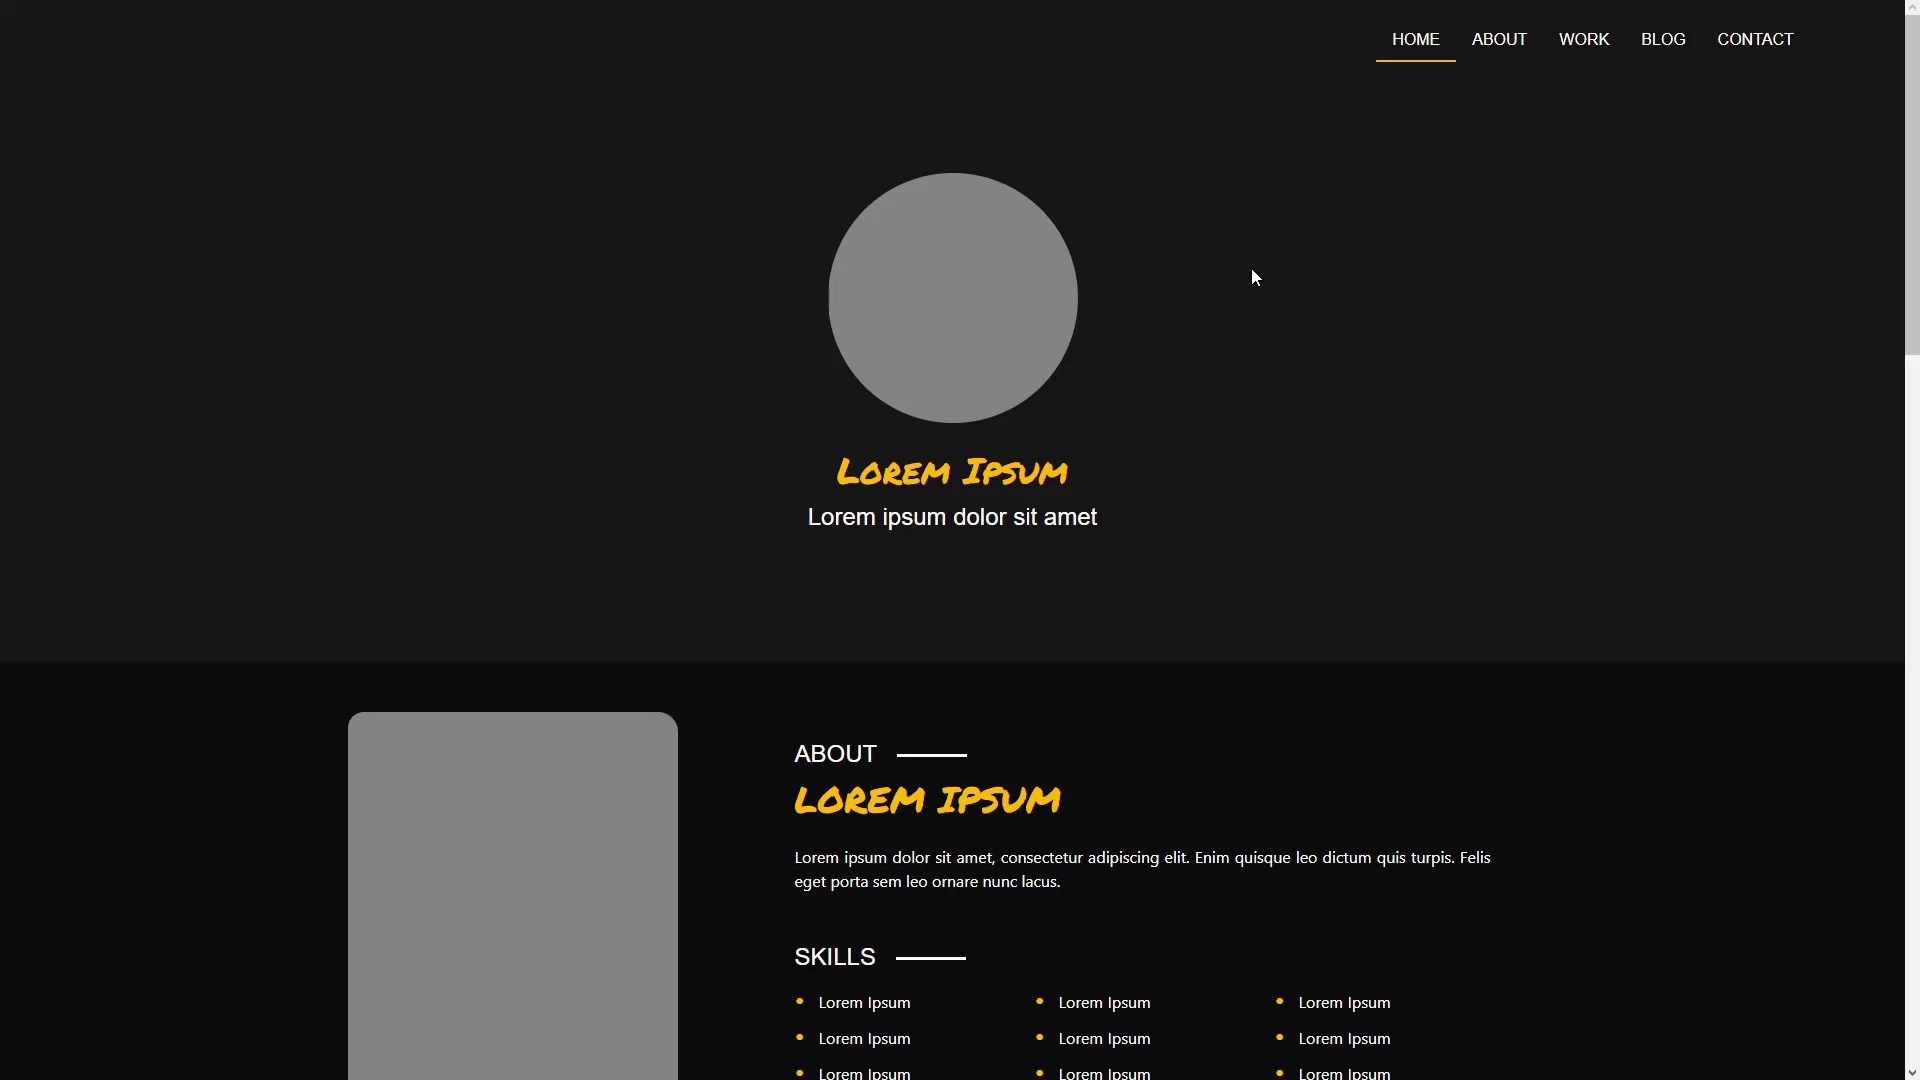 HOME ABOUT WORK BLOG CONTACT
Lorem Ipsum
Lorem ipsum dolor sit amet
ABOUT
LOREM IPSUM
Lorem ipsum dolor sit amet, consectetur adipiscing elit. Enim quisque leo dictum quis turpis. Felis
eget porta sem leo ornare nunc lacus.
SKILLS
• Lorem Ipsum • Lorem Ipsum • Lorem Ipsum
• Lorem Ipsum • Lorem Ipsum • Lorem Ipsum
• Lorem Ipsum • Lorem Ipsum • Lorem Ipsum